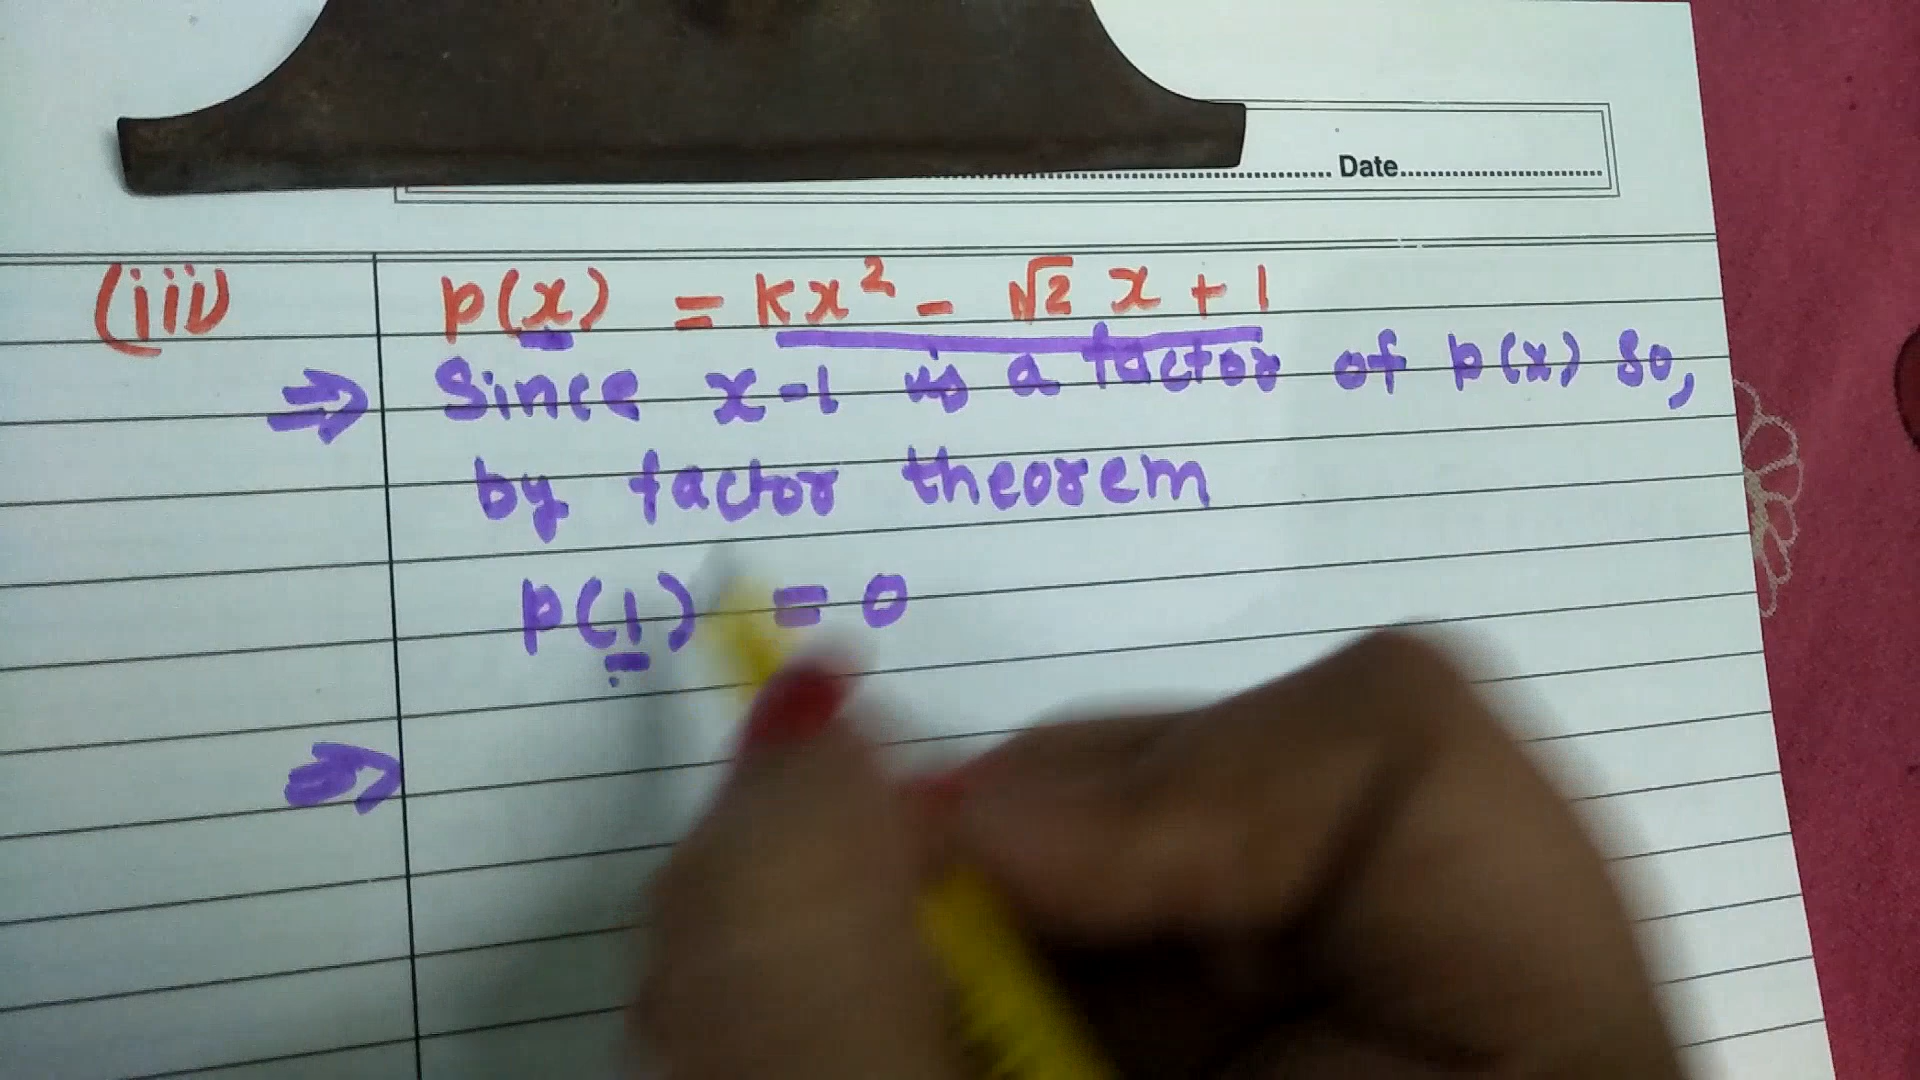 Date
(iii) p(x) = kx² - √2 x + 1
⇒ Since x-1 is a factor of p(x) so,
by factor theorem
p(1) = 0
⇒